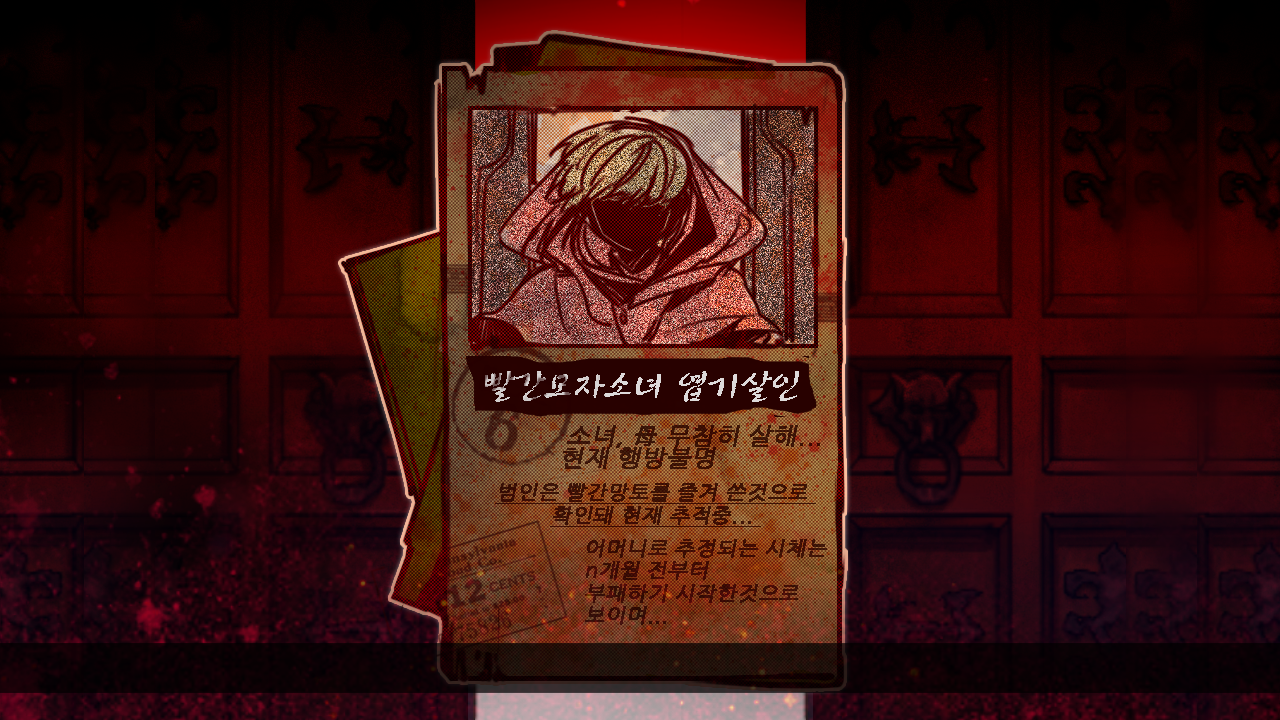 빨간모자소녀 엽기살인
소녀, 母 무참히 살해...
현재 행방불명
범인은 빨간망토를 즐겨 쓴것으로
확인돼 현재 추적중...
어머니로 추정되는 시체는
n개월 전부터
부패하기 시작한것으로
보이며...
6
nnsylvania
Co.
12 CENTS